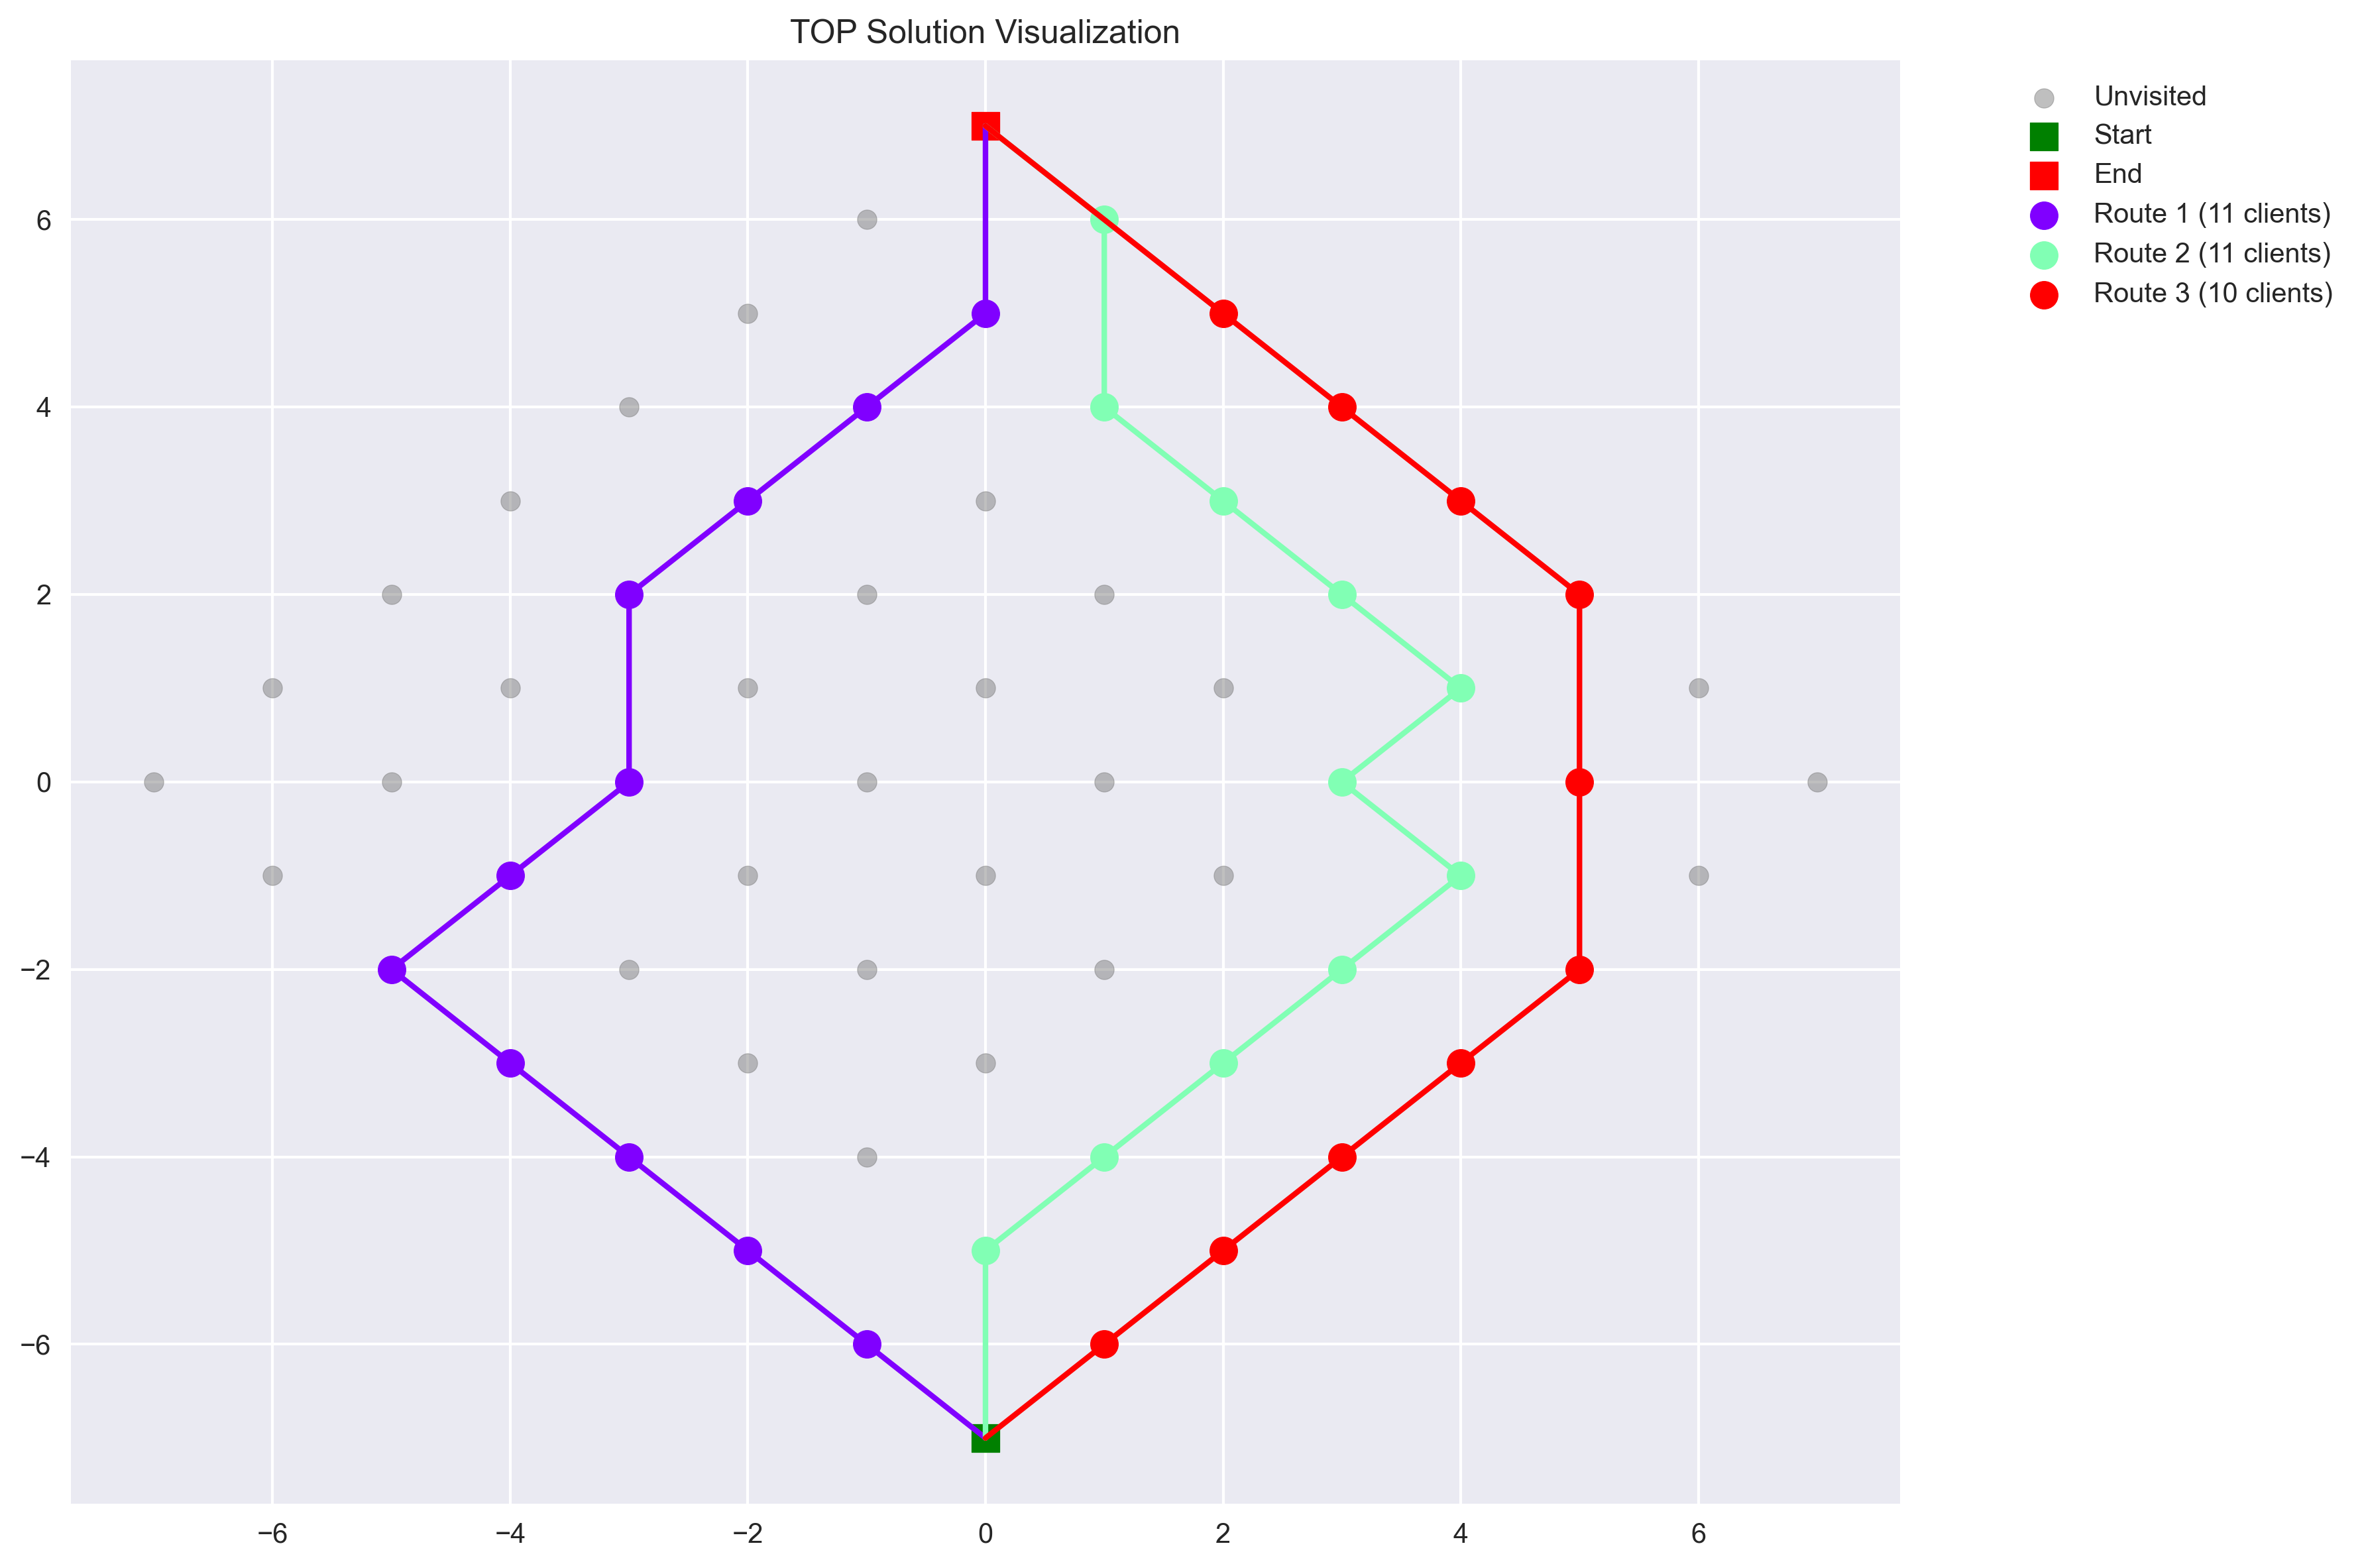 TOP Solution Visualization
Unvisited
Start
End
Route 1 (11 clients)
Route 2 (11 clients)
Route 3 (10 clients)
6
4
2
0
−2
−4
−6
−6 −4 −2 0 2 4 6